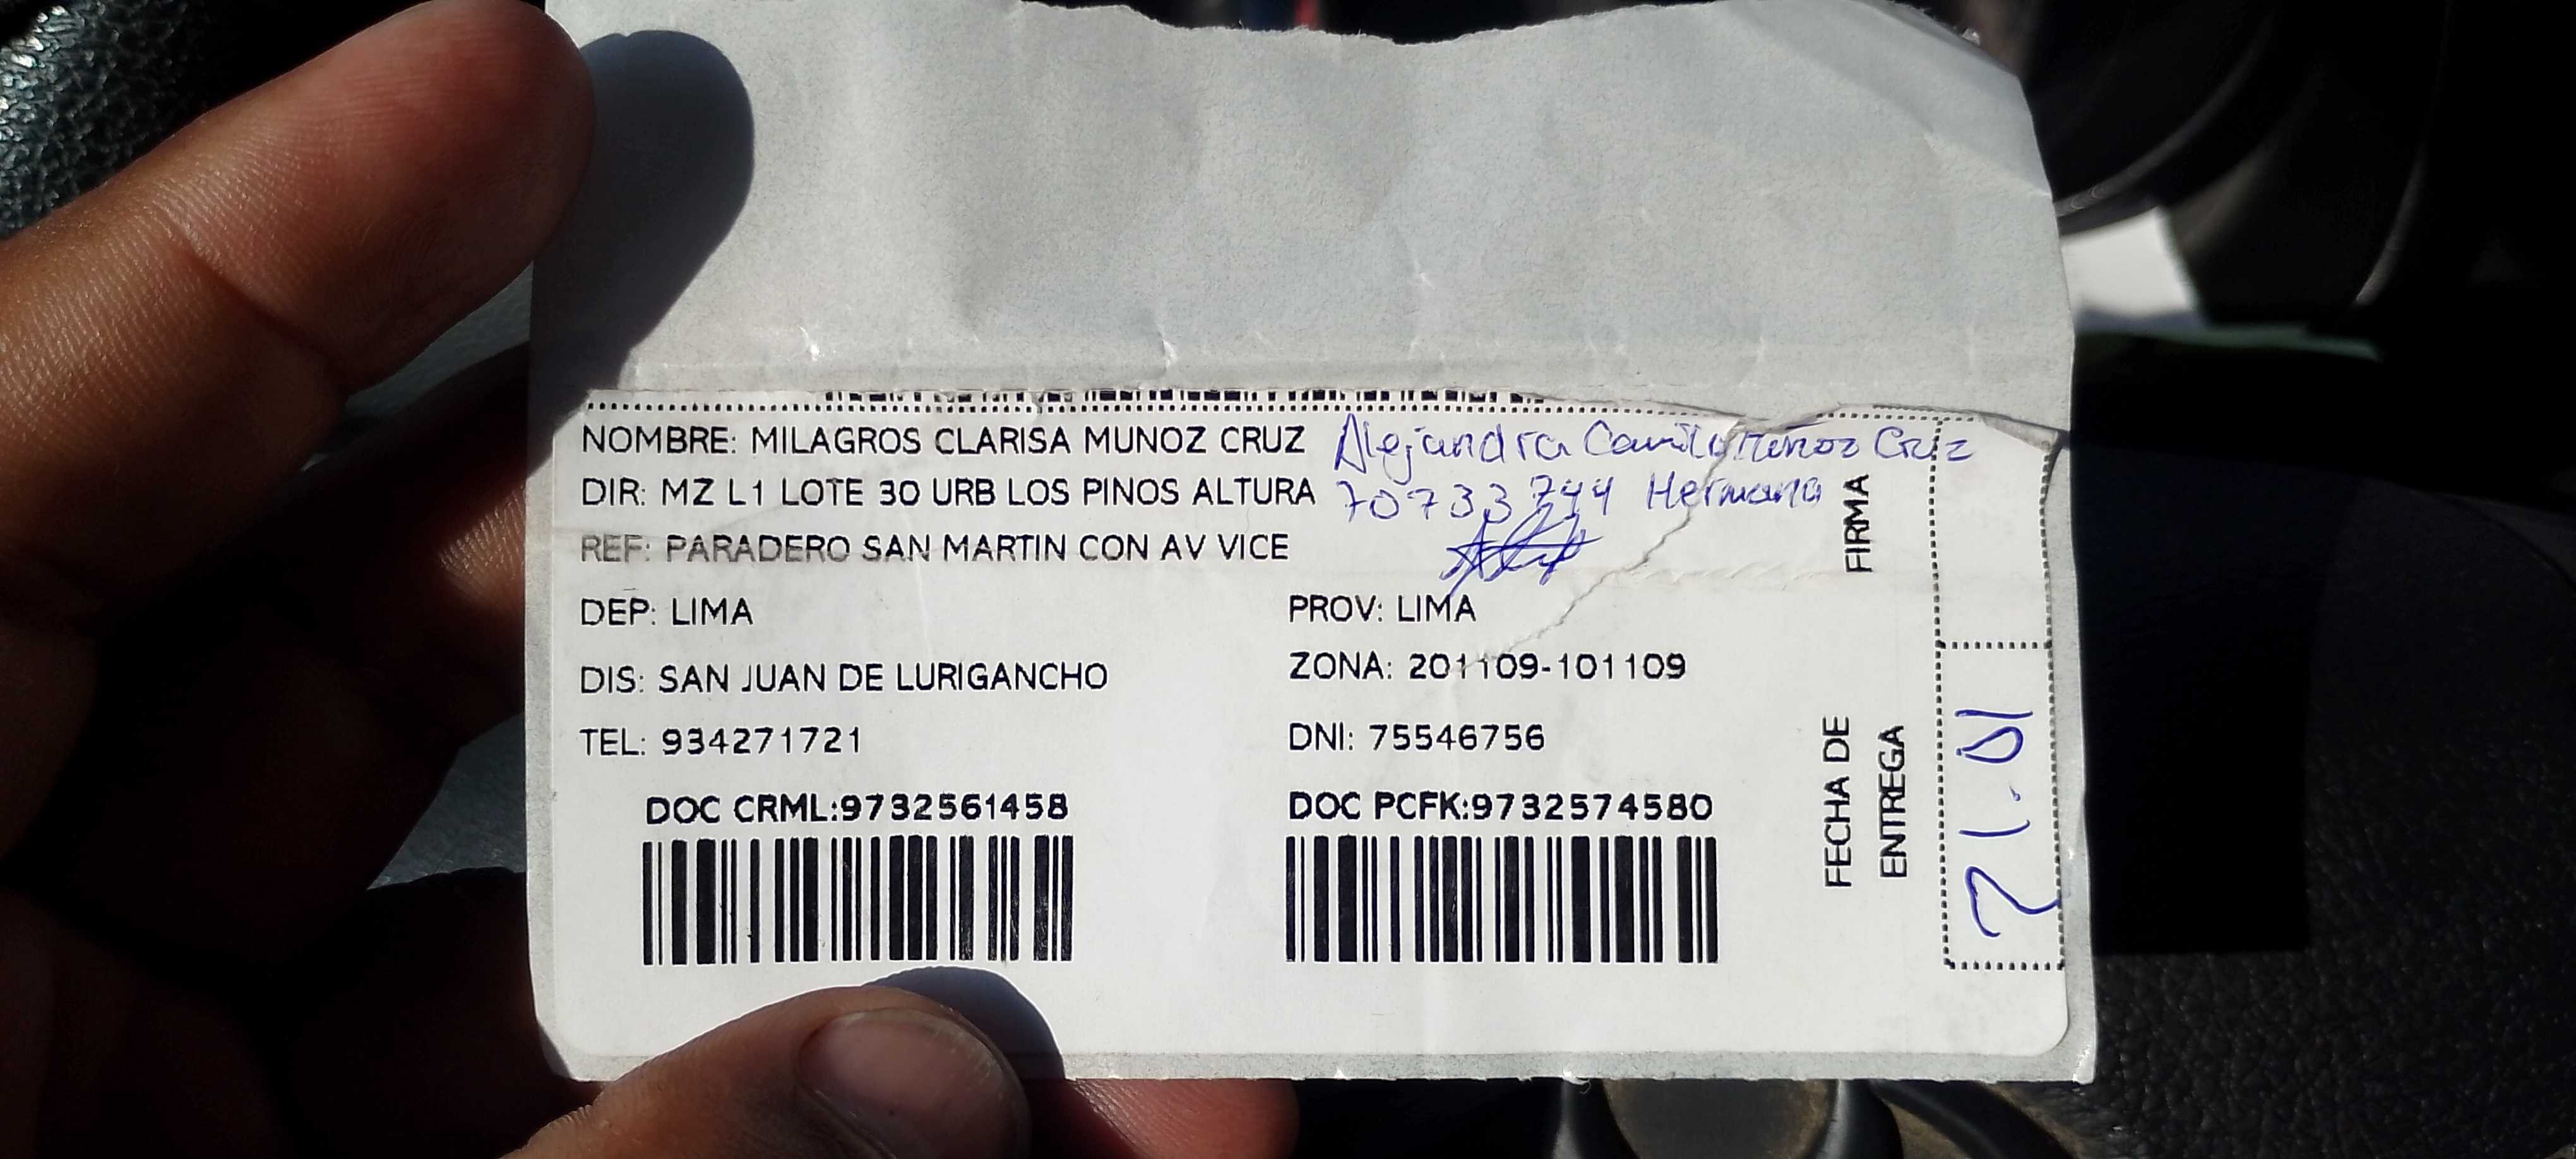 NOMBRE: MILAGROS CLARISA MUNOZ CRUZ Alejandra Camila Muñoz Cruz
DIR: MZ L1 LOTE 30 URB LOS PINOS ALTURA 70733744 Hermana
REF: PARADERO SAN MARTIN CON AV VICE
DEP: LIMA PROV: LIMA
DIS: SAN JUAN DE LURIGANCHO ZONA: 201109-101109
TEL: 934271721 DNI: 75546756
DOC CRML:9732561458 DOC PCFK:9732574580
FIRMA
FECHA DE
ENTREGA
21.01